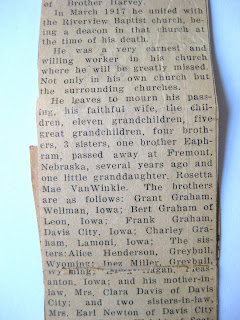 of Brother Harvey.
In March 1917 he united with
the Riverview Baptist church, be-
ing a deacon in that church at
the time of his death.
He was a very earnest and
willing worker in his church
where he will be greatly missed.
Not only in his own church but
the surrounding churches.
He leaves to mourn his pass-
ing, his faithful wife, the chil-
dren, eleven grandchildren, five
great grandchildren, four broth-
ers, 3 sisters, one brother Eaph-
ram, passed away at Fremont,
Nebraska, several years ago and
one little granddaughter, Rosetta
Mae VanWinkle. The brothers
are as follows: Grant Graham,
Weldon, Iowa; Bert Graham of
Leon, Iowa; Frank Graham,
Davis City, Iowa; Charley Gra-
ham, Lamoni, Iowa; The sis-
ters: Alice Henderson, Greybull,
Wyoming; Inez Miller, Greybull,
anton, Iowa; and his mother-in-
law, Mrs. Clara Davis of Davis
City; and two sisters-in-law,
Mrs. Earl Newton of Davis City